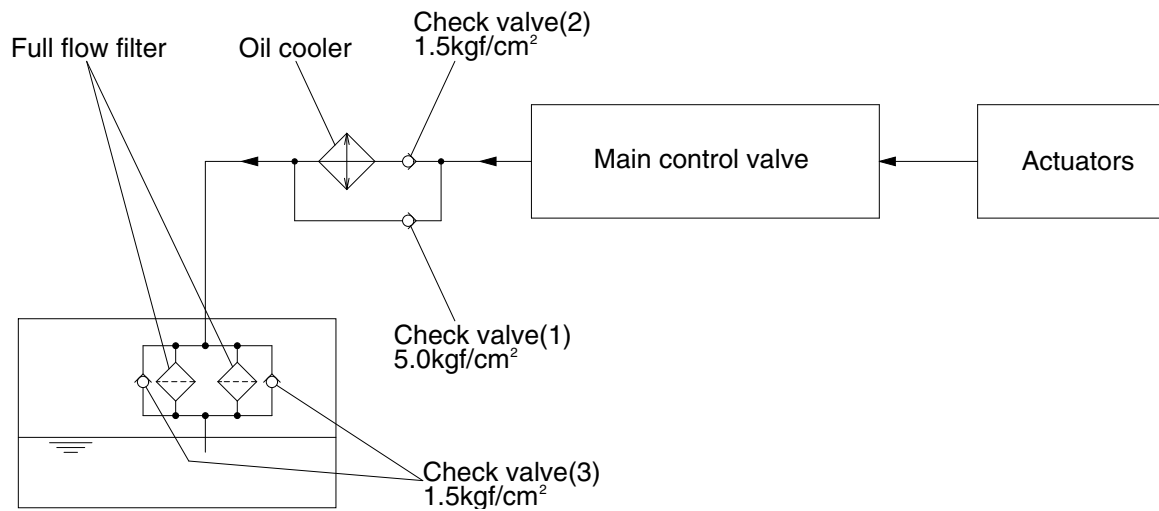 Check valve(2)
1.5kgf/cm²
Full flow filter
Oil cooler
Main control valve
Actuators
Check valve(1)
5.0kgf/cm²
Check valve(3)
1.5kgf/cm²